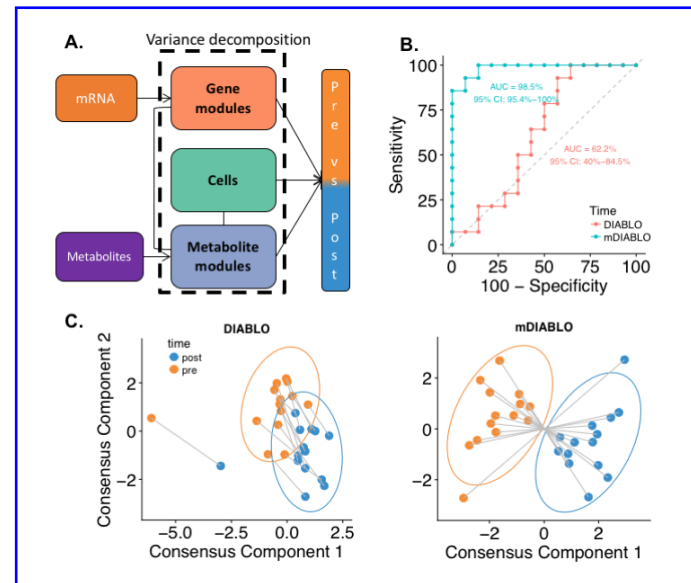 A.
Variance decomposition
mRNA
Gene
modules
Cells
Metabolites
Metabolite
modules
Pre vs Post
B.
Sensitivity
100
75
50
25
0
AUC = 98.5%
95% CI: 95.4%-100%
AUC = 62.2%
95% CI: 40%-84.5%
Time
DIABLO
mDIABLO
0 25 50 75 100
100 - Specificity
C.
DIABLO
time
post
pre
Consensus Component 2
2
0
-2
-5.0 -2.5 0.0 2.5
Consensus Component 1
mDIABLO
2
0
-2
-2 0 2
Consensus Component 1